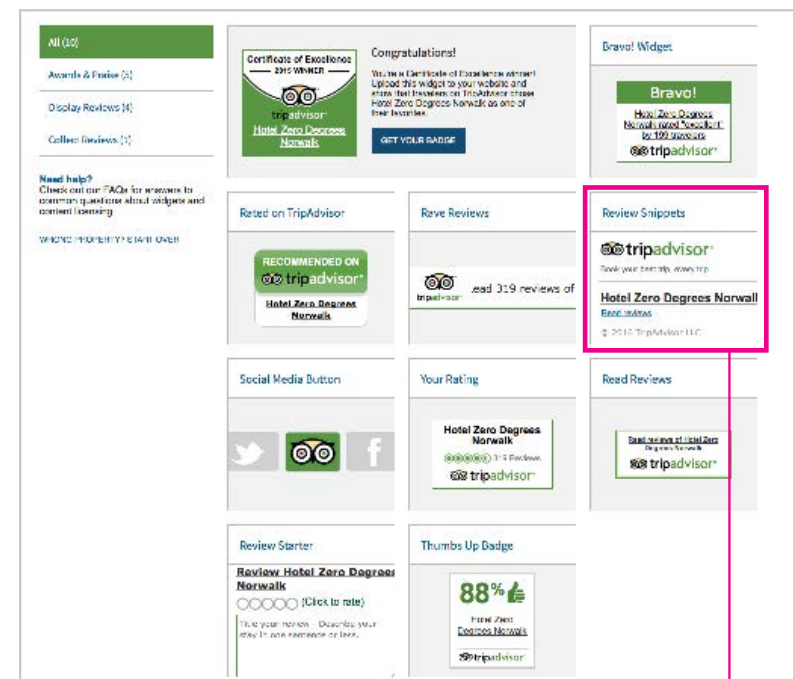 All (10)
Awards & Praise (5)
Display Reviews (4)
Collect Reviews (1)
Need help?
Check out our FAQs for answers to
common questions about widgets and
content licensing
WRONG PROPERTY? START OVER
Certificate of Excellence
2015 WINNER
tripadvisor
Hotel Zero Degrees
Norwalk
Congratulations!
You're a Certificate of Excellence winner!
Upload this widget to your website and
show that travelers on TripAdvisor chose
Hotel Zero Degrees Norwalk as one of
their favorites.
GET YOUR BADGE
Bravo! Widget
Bravo!
Hotel Zero Degrees
Norwalk rated "excellent"
by 199 travelers
tripadvisor
Rated on TripAdvisor
RECOMMENDED ON
tripadvisor
Hotel Zero Degrees
Norwalk
Rave Reviews
tripadvisor
ead 319 reviews of
Review Snippets
tripadvisor
Book your best trip, every trip
Hotel Zero Degrees Norwall
Read reviews
© 2016 TripAdvisor LLC
Social Media Button
f
Your Rating
Hotel Zero Degrees
Norwalk
319 Reviews
tripadvisor
Read Reviews
Read reviews of Hotel Zero
Degrees Norwalk
tripadvisor
Review Starter
Review Hotel Zero Degrees
Norwalk
(Click to rate)
Title your review - Describe your
stay in one sentence or less.
Thumbs Up Badge
88%
Hotel Zero
Degrees Norwalk
tripadvisor